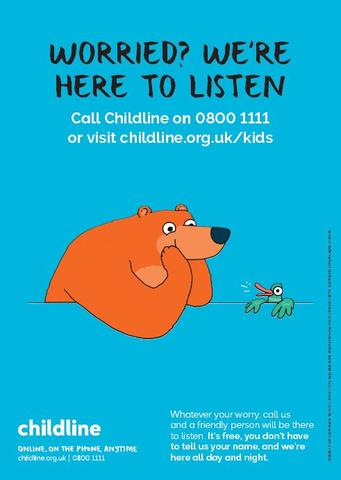 WORRIED? WE'RE
HERE TO LISTEN
Call Childline on 0800 1111
or visit childline.org.uk/kids
Whatever your worry, call us
and a friendly person will be there
to listen. It's free, you don't have
to tell us your name, and we're
here all day and night.
childline
ONLINE, ON THE PHONE, ANYTIME
childline.org.uk | 0800 1111